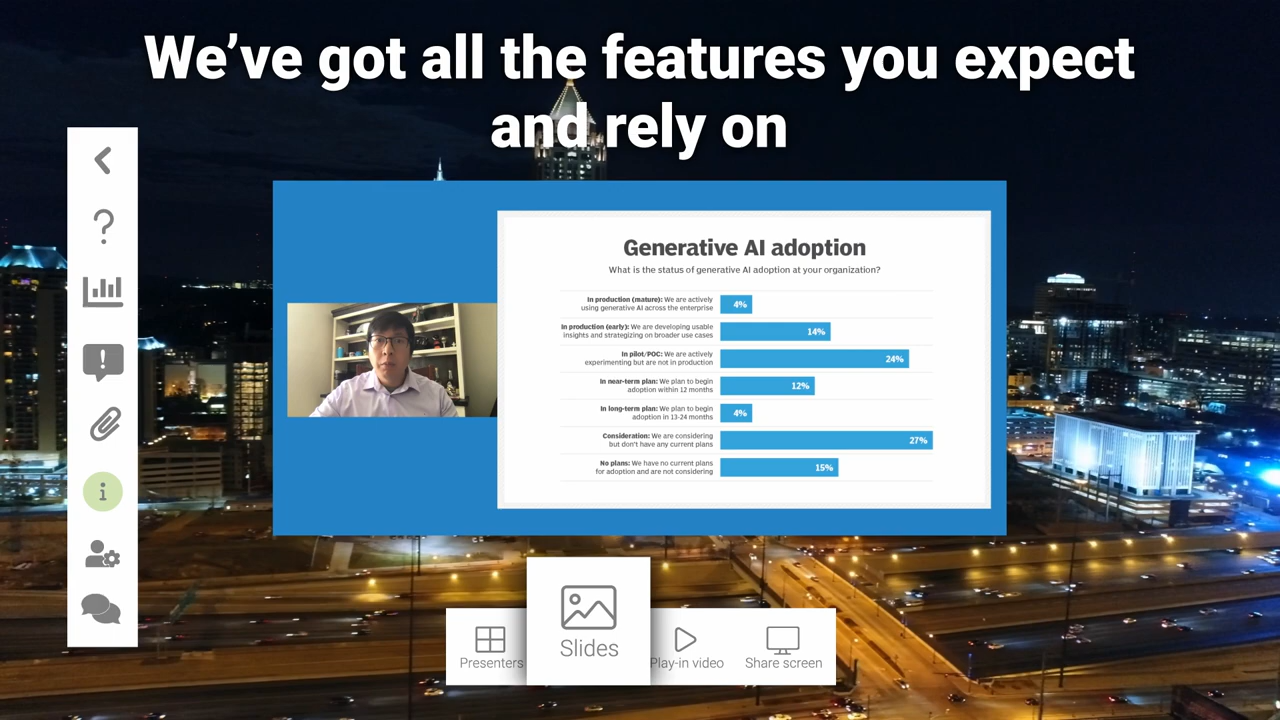 We've got all the features you expect
and rely on
Generative AI adoption
What is the status of generative AI adoption at your organization?
In production (mature): We are actively
using generative AI across the enterprise
4%
In production (early): We are developing usable
insights and strategizing on broader use cases
14%
In pilot/POC: We are actively
experimenting but are not in production
24%
In near-term plan: We plan to begin
adoption within 12 months
12%
In long-term plan: We plan to begin
adoption in 13-24 months
4%
Consideration: We are considering
but don't have any current plans
27%
No plans: We have no current plans
for adoption and are not considering
15%
Presenters
Slides
Play-in video
Share screen